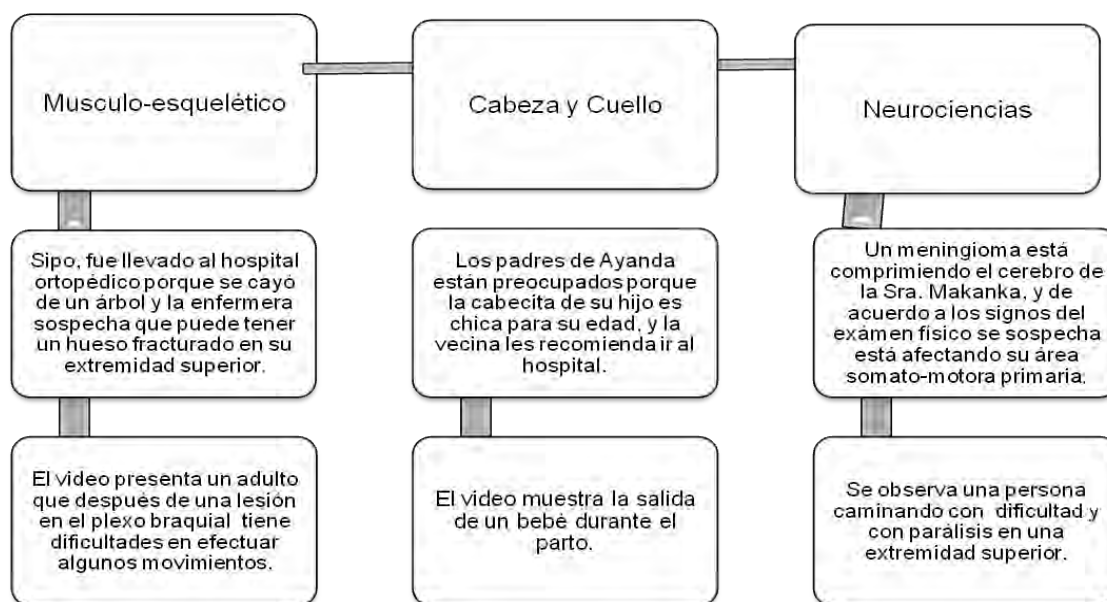 Musculo-esquelético
Cabeza y Cuello
Neurociencias
Sipo, fue llevado al hospital
ortopédico porque se cayó
de un árbol y la enfermera
sospecha que puede tener
un hueso fracturado en su
extremidad superior.
Los padres de Ayanda
están preocupados porque
la cabecita de su hijo es
chica para su edad, y la
vecina les recomienda ir al
hospital.
Un meningioma está
comprimiendo el cerebro de
la Sra. Makanka, y de
acuerdo a los signos del
exámen físico se sospecha
está afectando su área
somato-motora primaria.
El video presenta un adulto
que después de una lesión
en el plexo braquial tiene
dificultades en efectuar
algunos movimientos.
El video muestra la salida
de un bebé durante el
parto.
Se observa una persona
caminando con dificultad y
con parálisis en una
extremidad superior.